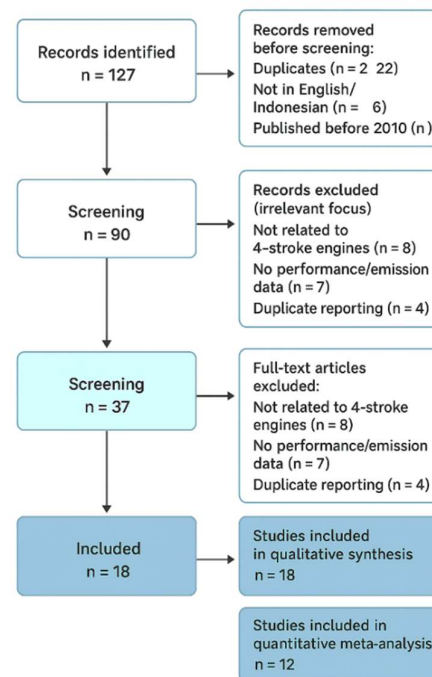 Records identified
n = 127
Records removed
before screening:
Duplicates (n = 2 22)
Not in English/
Indonesian (n = 6)
Published before 2010 (n)
Screening
n = 90
Records excluded
(irrelevant focus)
Not related to
4-stroke engines (n = 8)
No performance/emission
data (n = 7)
Duplicate reporting (n = 4)
Screening
n = 37
Full-text articles
excluded:
Not related to 4-stroke
engines (n = 8)
No performance/emission
data (n = 7)
Duplicate reporting (n = 4)
Included
n = 18
Studies included
in qualitative synthesis
n = 18
Studies included in
quantitative meta-analysis
n = 12